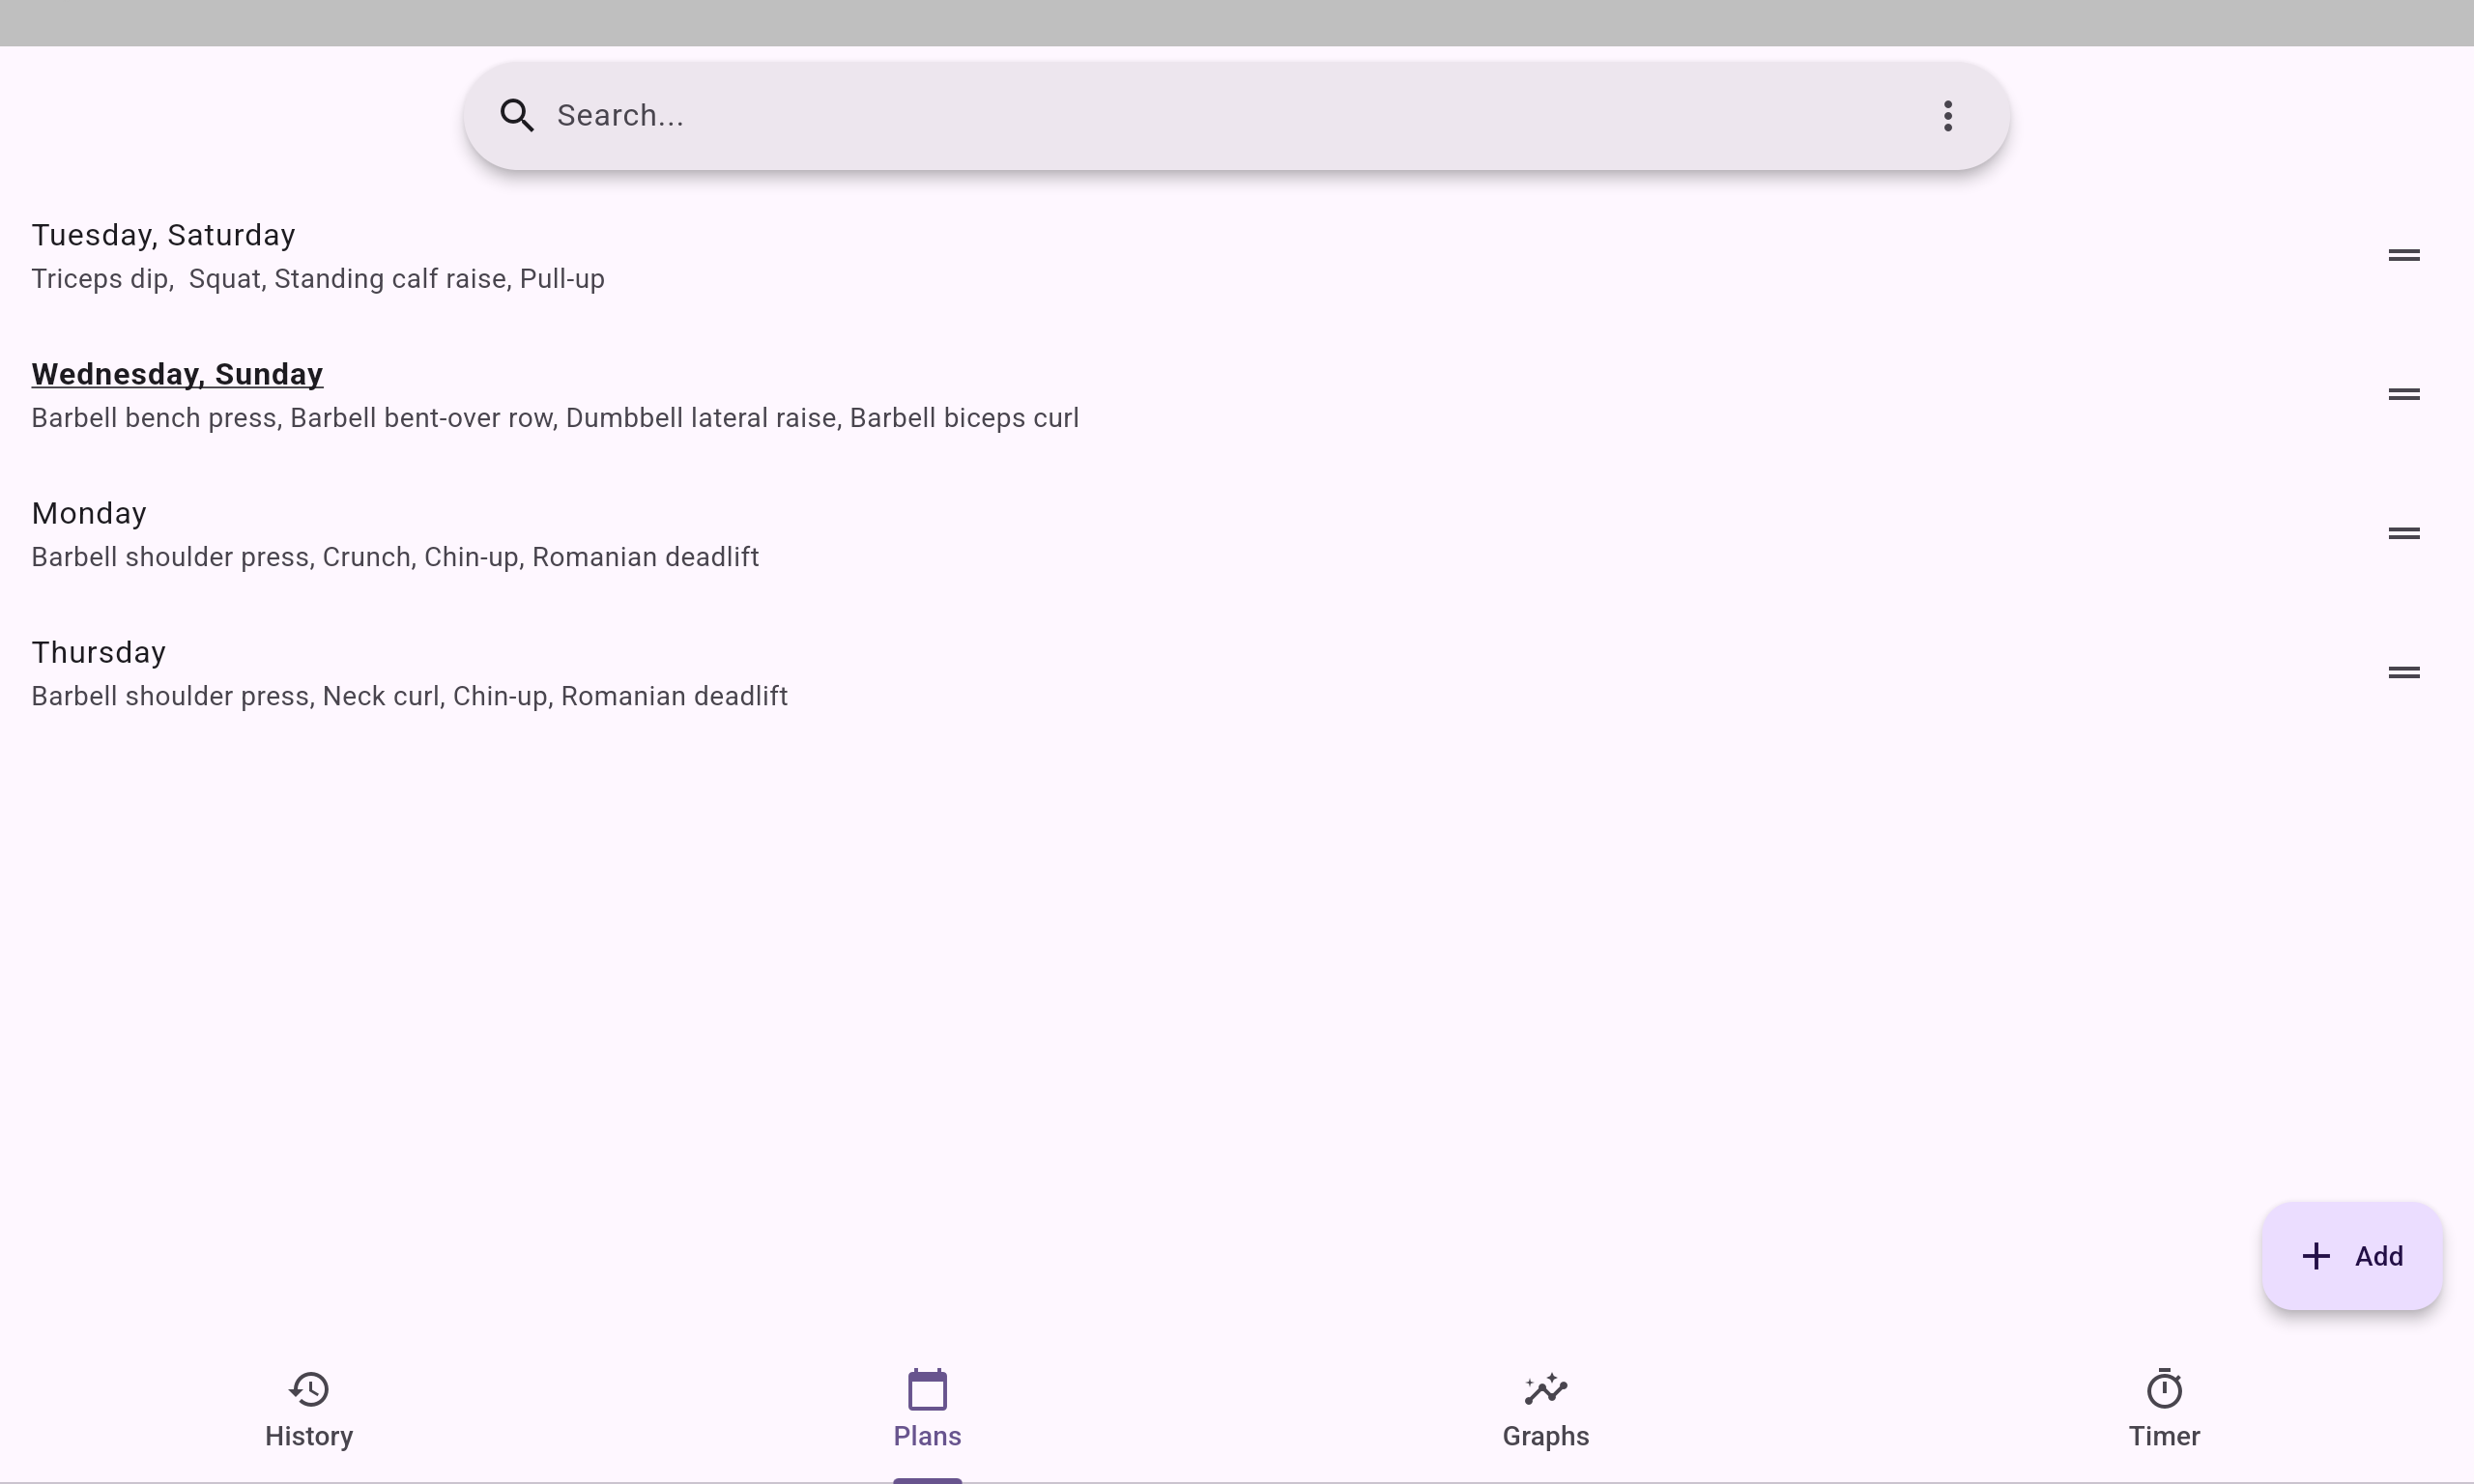 Search...
Tuesday, Saturday
Triceps dip,  Squat, Standing calf raise, Pull-up
Wednesday, Sunday
Barbell bench press, Barbell bent-over row, Dumbbell lateral raise, Barbell biceps curl
Monday
Barbell shoulder press, Crunch, Chin-up, Romanian deadlift
Thursday
Barbell shoulder press, Neck curl, Chin-up, Romanian deadlift
Add
History
Plans
Graphs
Timer